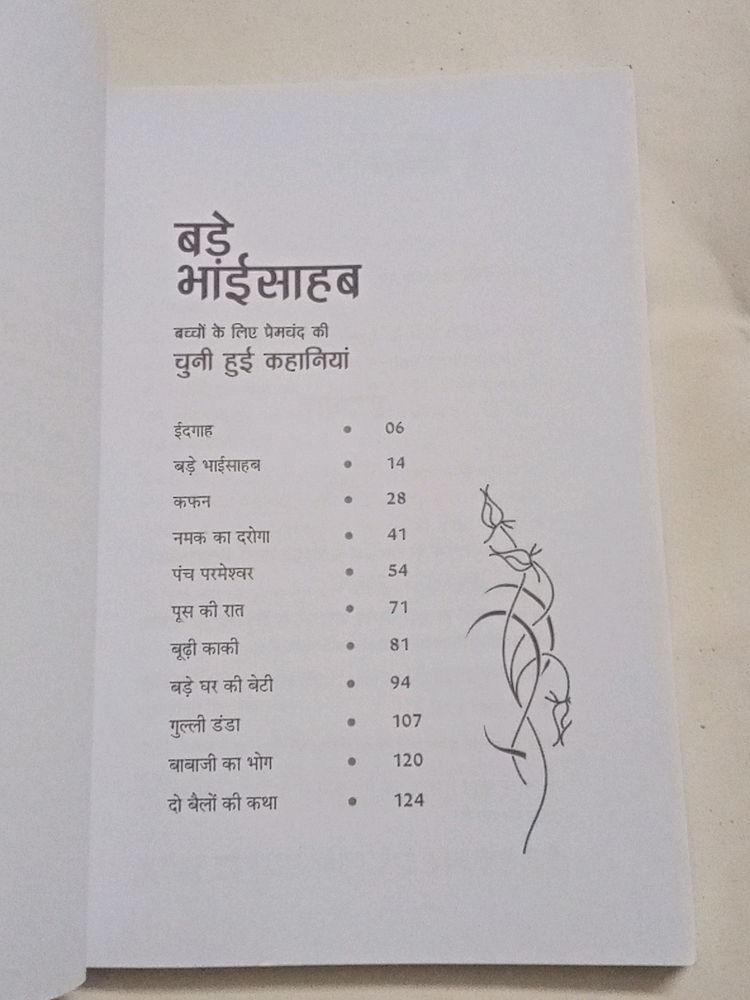 बड़े
भाईसाहब
बच्चों के लिए प्रेमचंद की
चुनी हुई कहानियां
ईदगाह • 06
बड़े भाईसाहब • 14
कफन • 28
नमक का दरोगा • 41
पंच परमेश्वर • 54
पूस की रात • 71
बूढ़ी काकी • 81
बड़े घर की बेटी • 94
गुल्ली डंडा • 107
बाबाजी का भोग • 120
दो बैलों की कथा • 124